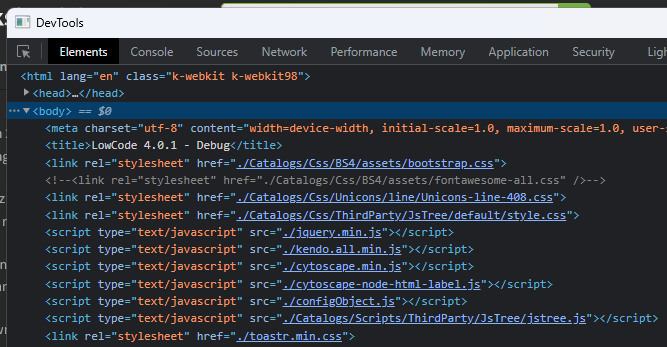 DevTools
Elements Console Sources Network Performance Memory Application Security Ligh
<html lang="en" class="k-webkit k-webkit98">
<head>…</head>
<body> == $0
<meta charset="utf-8" content="width=device-width, initial-scale=1.0, maximum-scale=1.0, user-s
<title>LowCode 4.0.1 - Debug</title>
<link rel="stylesheet" href="./Catalogs/Css/BS4/assets/bootstrap.css">
<!--<link rel="stylesheet" href="./Catalogs/Css/BS4/assets/fontawesome-all.css" />-->
<link rel="stylesheet" href="./Catalogs/Css/Unicons/line/Unicons-line-408.css">
<link rel="stylesheet" href="./Catalogs/Css/ThirdParty/JsTree/default/style.css">
<script type="text/javascript" src="./jquery.min.js"></script>
<script type="text/javascript" src="./kendo.all.min.js"></script>
<script type="text/javascript" src="./cytoscape.min.js"></script>
<script type="text/javascript" src="./cytoscape-node-html-label.js"></script>
<script type="text/javascript" src="./configObject.js"></script>
<script type="text/javascript" src="./Catalogs/Scripts/ThirdParty/JsTree/jstree.js"></script>
<link rel="stylesheet" href="./toastr.min.css">